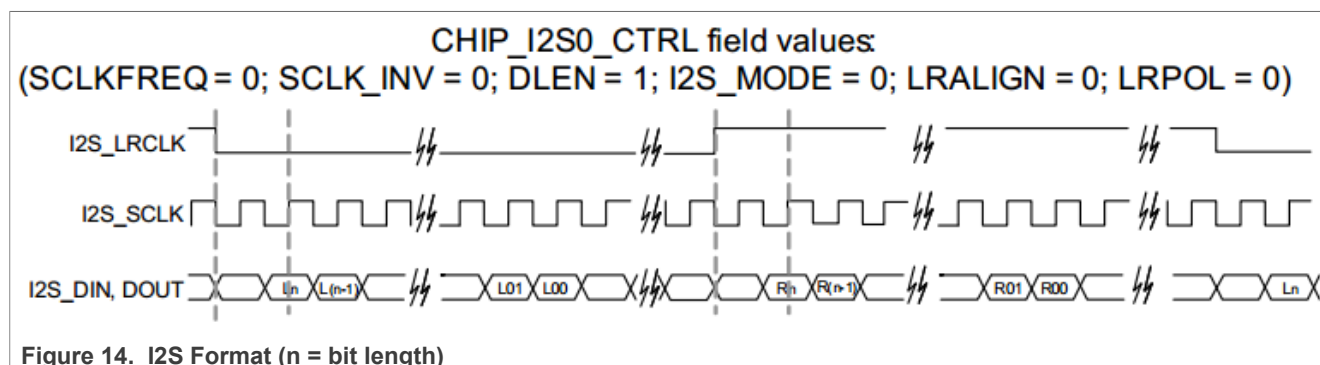 CHIP_I2S0_CTRL field values:
(SCLKFREQ = 0; SCLK_INV = 0; DLEN = 1; I2S_MODE = 0; LRALIGN = 0; LRPOL = 0)
I2S_LRCLK
I2S_SCLK
I2S_DIN, DOUT Ln L(n-1) L01 L00 Rn R(n-1) R01 R00 Ln
Figure 14. I2S Format (n = bit length)